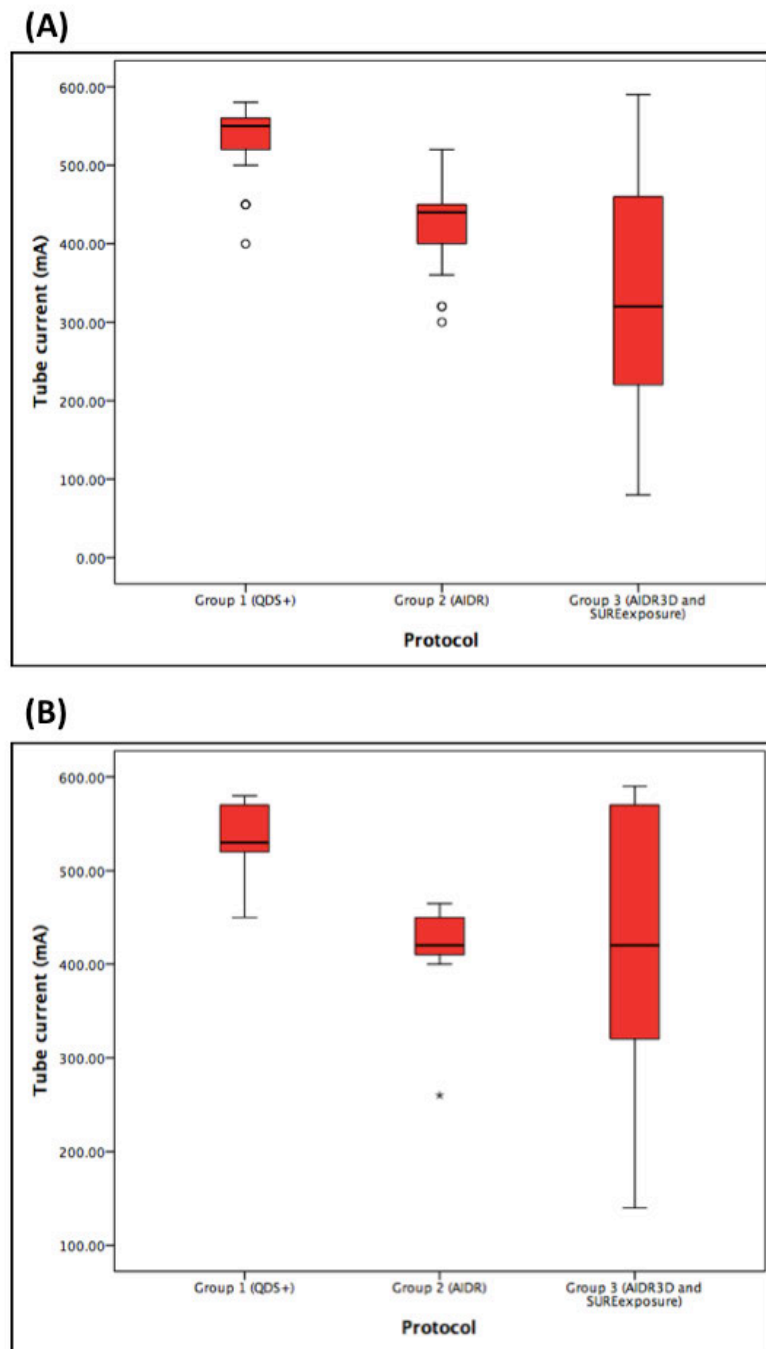 (A)
Tube current (mA)
600.00
500.00
400.00
300.00
200.00
100.00
0.00
Group 1 (QDS+)
Group 2 (AIDR)
Group 3 (AIDR3D and
SUREexposure)
Protocol
(B)
Tube current (mA)
600.00
500.00
400.00
300.00
200.00
100.00
Group 1 (QDS+)
Group 2 (AIDR)
Group 3 (AIDR3D and
SUREexposure)
Protocol